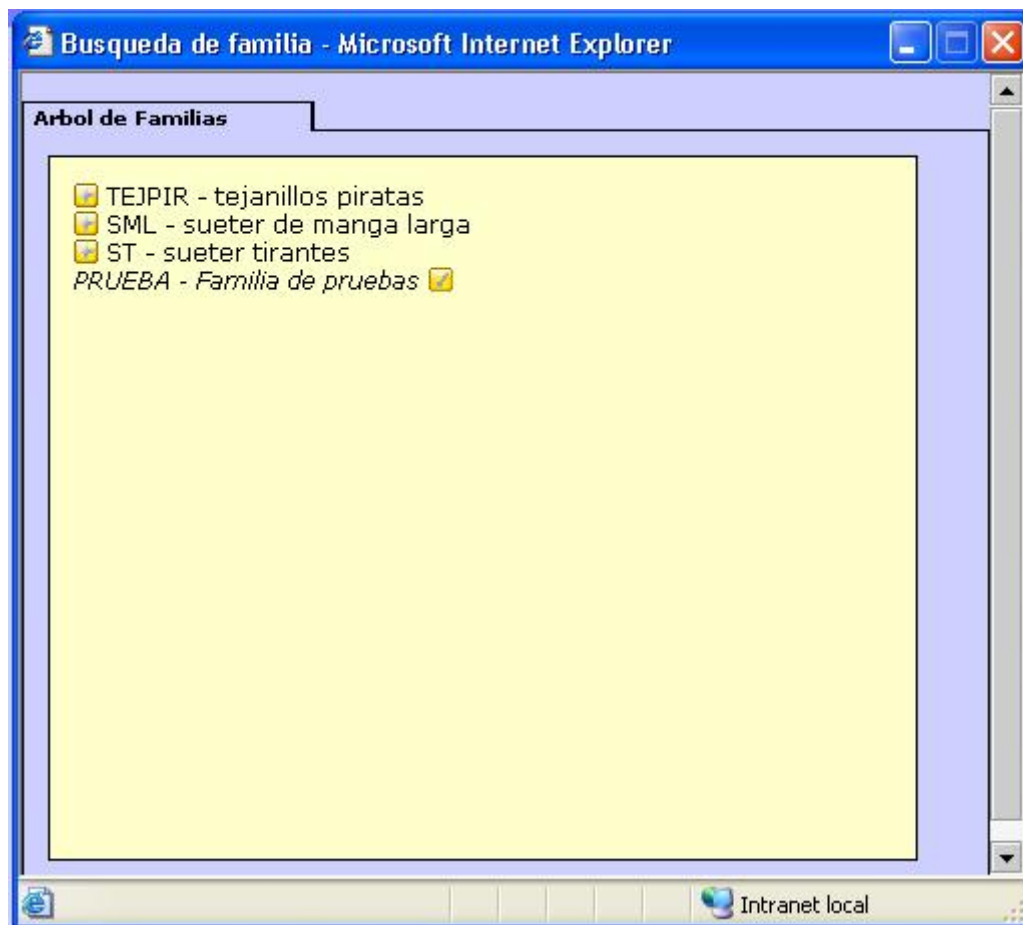 Busqueda de familia - Microsoft Internet Explorer
Arbol de Familias
TEJPIR - tejanillos piratas
SML - sueter de manga larga
ST - sueter tirantes
PRUEBA - Familia de pruebas
Intranet local